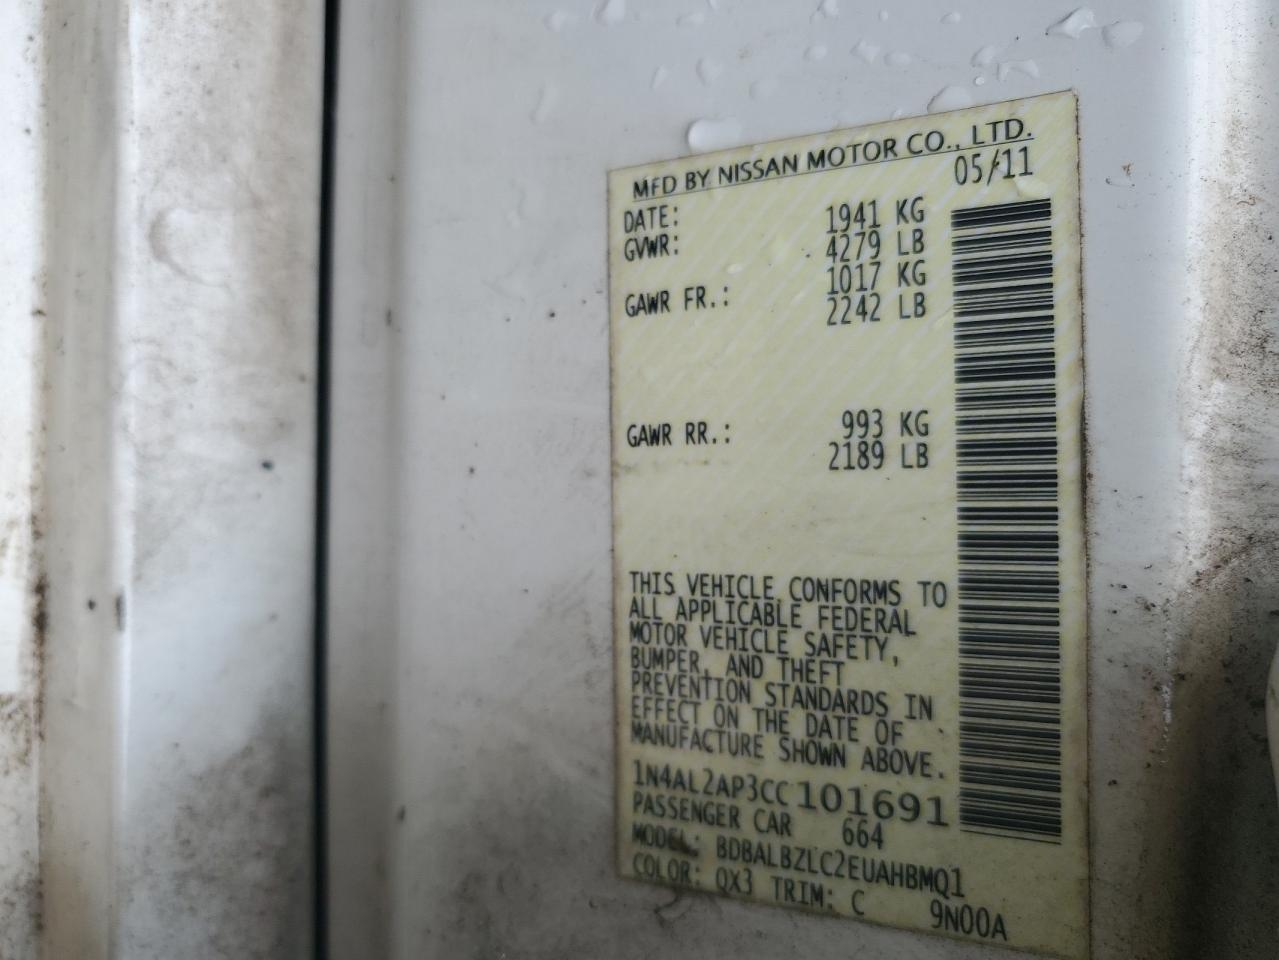 MFD BY NISSAN MOTOR CO., LTD.
DATE: 05/11
GVWR: 1941 KG
4279 LB
GAWR FR.: 1017 KG
2242 LB
GAWR RR.: 993 KG
2189 LB
THIS VEHICLE CONFORMS TO
ALL APPLICABLE FEDERAL
MOTOR VEHICLE SAFETY,
BUMPER, AND THEFT
PREVENTION STANDARDS IN
EFFECT ON THE DATE OF
MANUFACTURE SHOWN ABOVE.
1N4AL2AP3CC101691
PASSENGER CAR 664
MODEL: BDBALBZLC2EUAHBMQ1
COLOR: QX3 TRIM: C 9N00A